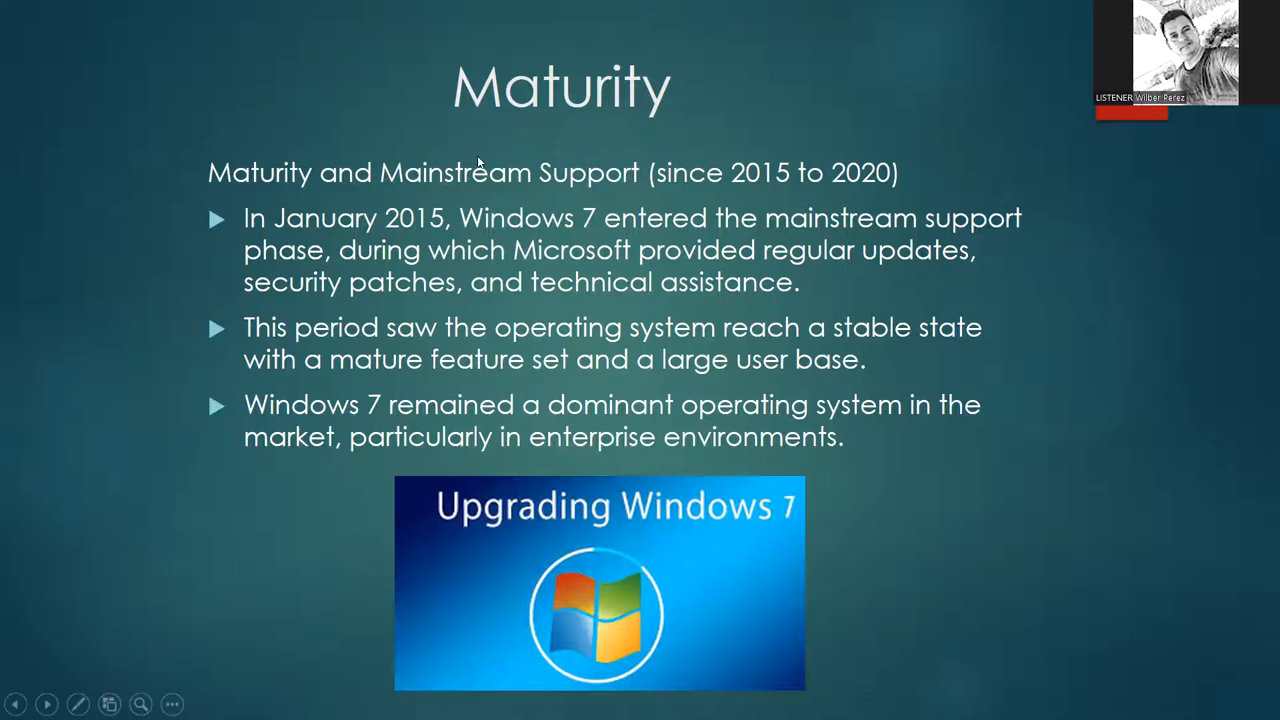 Maturity
LISTENER Wilber Perez
Maturity and Mainstream Support (since 2015 to 2020)
In January 2015, Windows 7 entered the mainstream support
phase, during which Microsoft provided regular updates,
security patches, and technical assistance.
This period saw the operating system reach a stable state
with a mature feature set and a large user base.
Windows 7 remained a dominant operating system in the
market, particularly in enterprise environments.
Upgrading Windows 7